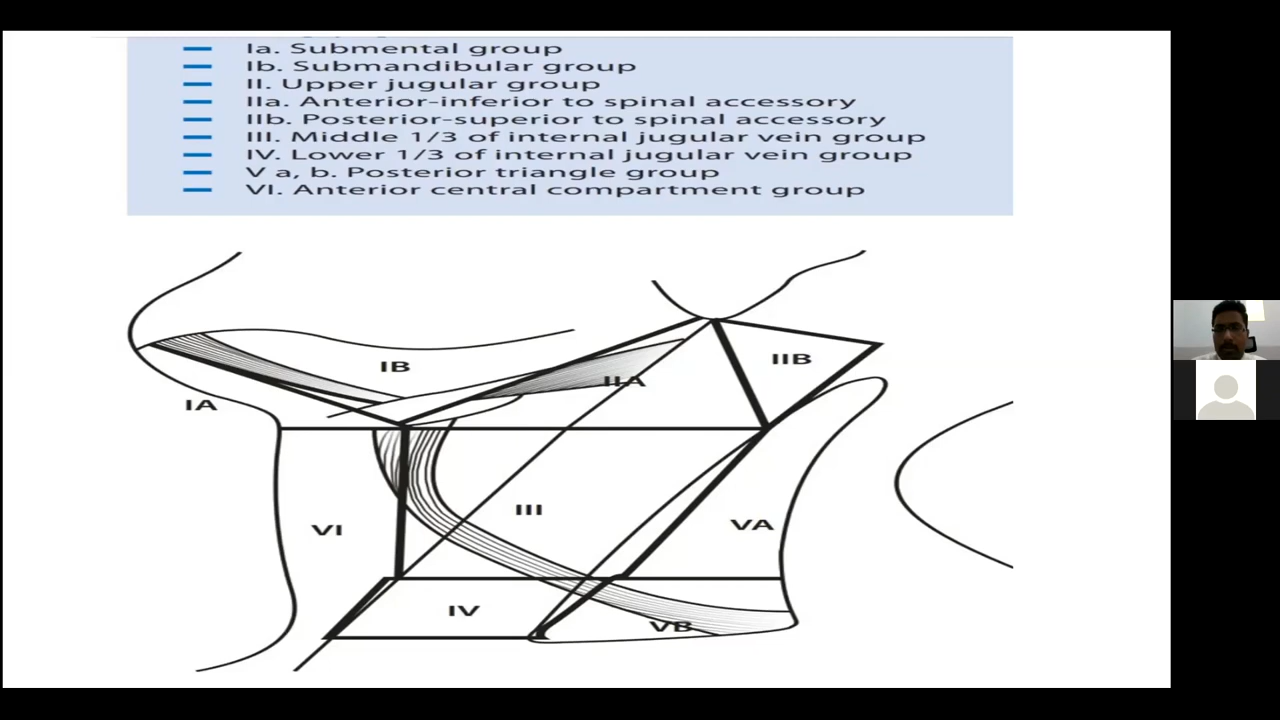 Ia. Submental group
Ib. Submandibular group
II. Upper jugular group
IIa. Anterior-inferior to spinal accessory
IIb. Posterior-superior to spinal accessory
III. Middle 1/3 of internal jugular vein group
IV. Lower 1/3 of internal jugular vein group
V a, b. Posterior triangle group
VI. Anterior central compartment group
IIB
IB
IIA
IA
III
VA
VI
IV
VB